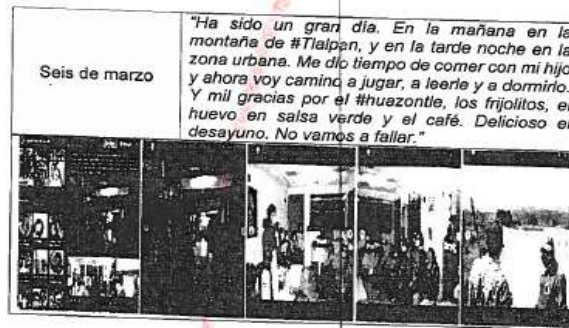 Seis de marzo
"Ha sido un gran día. En la mañana en la
montaña de #Tlalpan, y en la tarde noche en la
zona urbana. Me dio tiempo de comer con mi hijo
y ahora voy camino a jugar, a leerle y a dormirlo.
Y mil gracias por el #huazontle, los frijolitos, el
huevo en salsa verde y el café. Delicioso el
desayuno. No vamos a fallar."